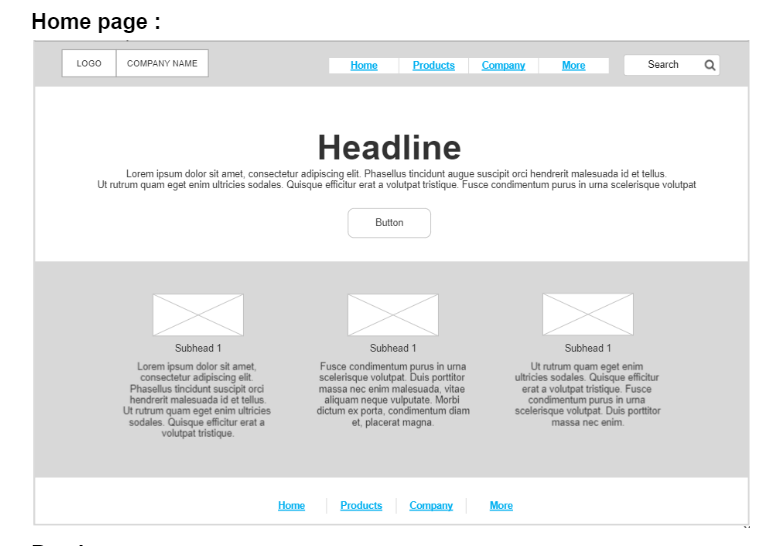 Home page :
LOGO COMPANY NAME Home Products Company More Search
Headline
Lorem ipsum dolor sit amet, consectetur adipiscing elit. Phasellus tincidunt augue suscipit orci hendrerit malesuada id et tellus.
Ut rutrum quam eget enim ultricies sodales. Quisque efficitur erat a volutpat tristique. Fusce condimentum purus in urna scelerisque volutpat
Button
Subhead 1
Lorem ipsum dolor sit amet,
consectetur adipiscing elit.
Phasellus tincidunt suscipit orci
hendrerit malesuada id et tellus.
Ut rutrum quam eget enim ultricies
sodales. Quisque efficitur erat a
volutpat tristique.
Subhead 1
Fusce condimentum purus in urna
scelerisque volutpat. Duis porttitor
massa nec enim malesuada, vitae
aliquam neque vulputate. Morbi
dictum ex porta, condimentum diam
et, placerat magna.
Subhead 1
Ut rutrum quam eget enim
ultricies sodales. Quisque efficitur
erat a volutpat tristique. Fusce
condimentum purus in urna
scelerisque volutpat. Duis porttitor
massa nec enim.
Home Products Company More